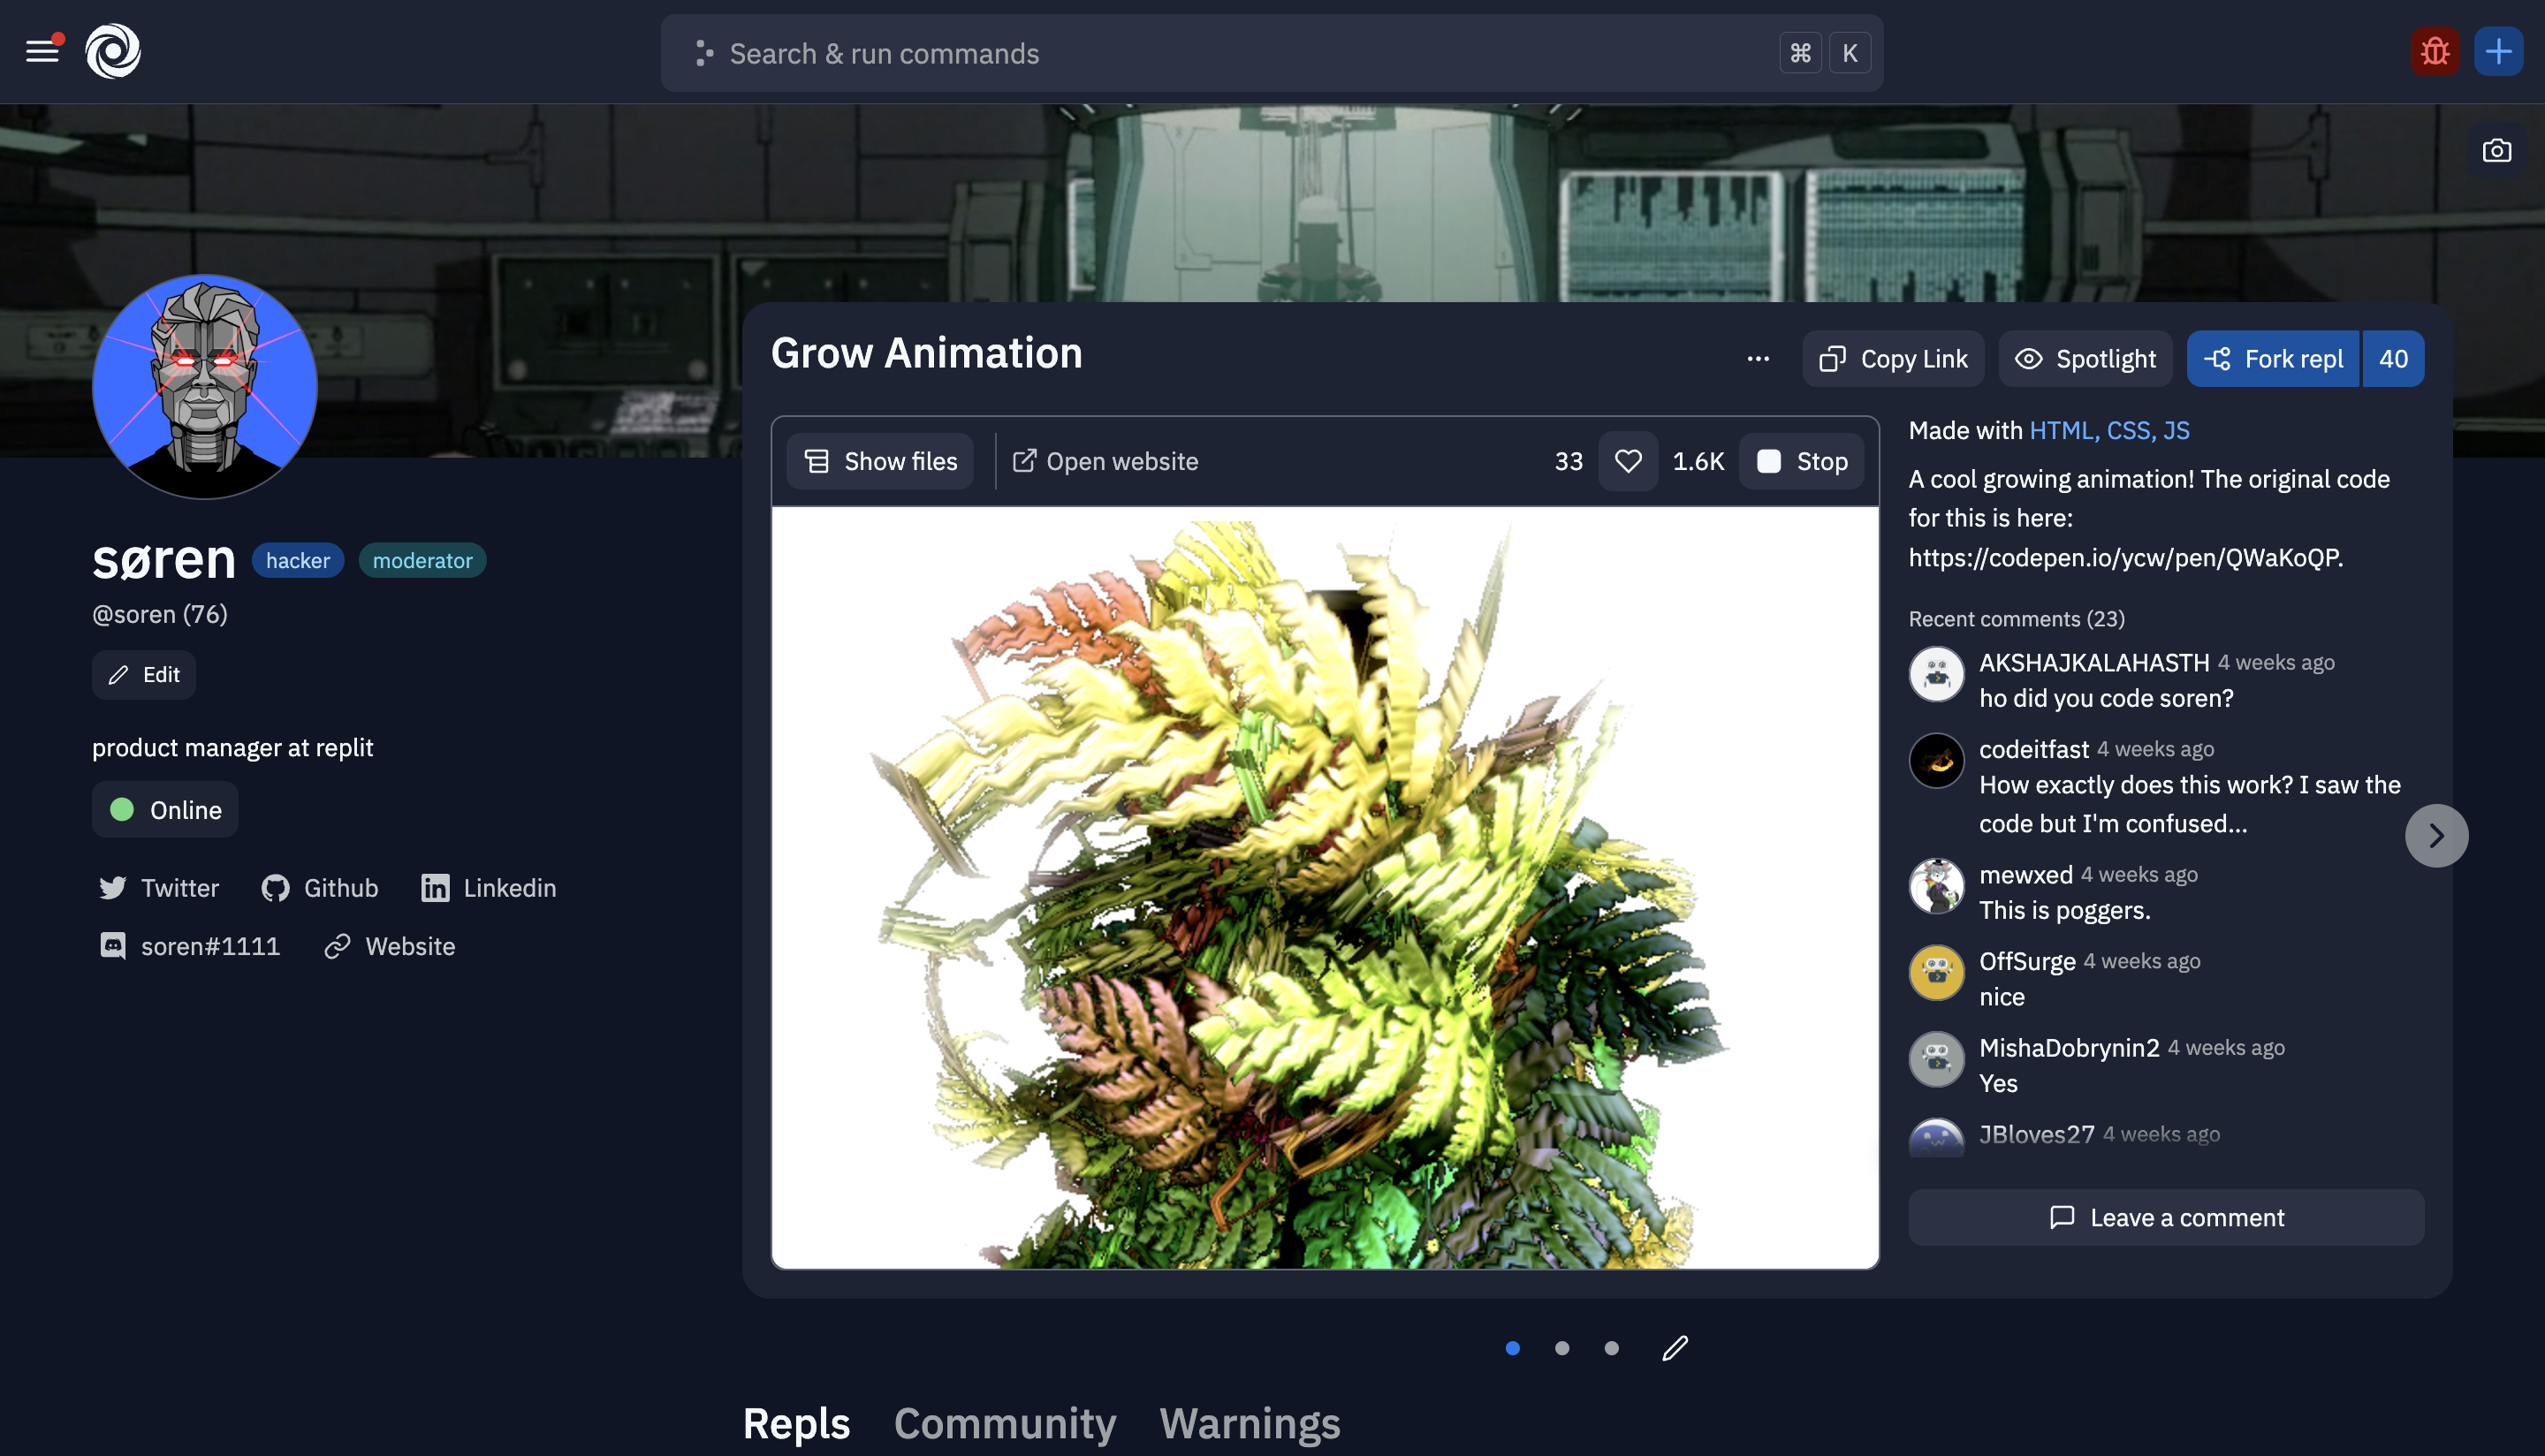 Search & run commands
⌘ K
søren hacker moderator
@soren (76)
Edit
product manager at replit
Online
Twitter Github Linkedin
soren#1111 Website
Grow Animation
Copy Link Spotlight Fork repl 40
Show files Open website 33 1.6K Stop
Made with HTML, CSS, JS
A cool growing animation! The original code
for this is here:
https://codepen.io/ycw/pen/QWaKoQP.
Recent comments (23)
AKSHAJKALAHASTH 4 weeks ago
ho did you code soren?
codeitfast 4 weeks ago
How exactly does this work? I saw the
code but I'm confused...
mewxed 4 weeks ago
This is poggers.
OffSurge 4 weeks ago
nice
MishaDobrynin2 4 weeks ago
Yes
JBloves27 4 weeks ago
Leave a comment
Repls Community Warnings